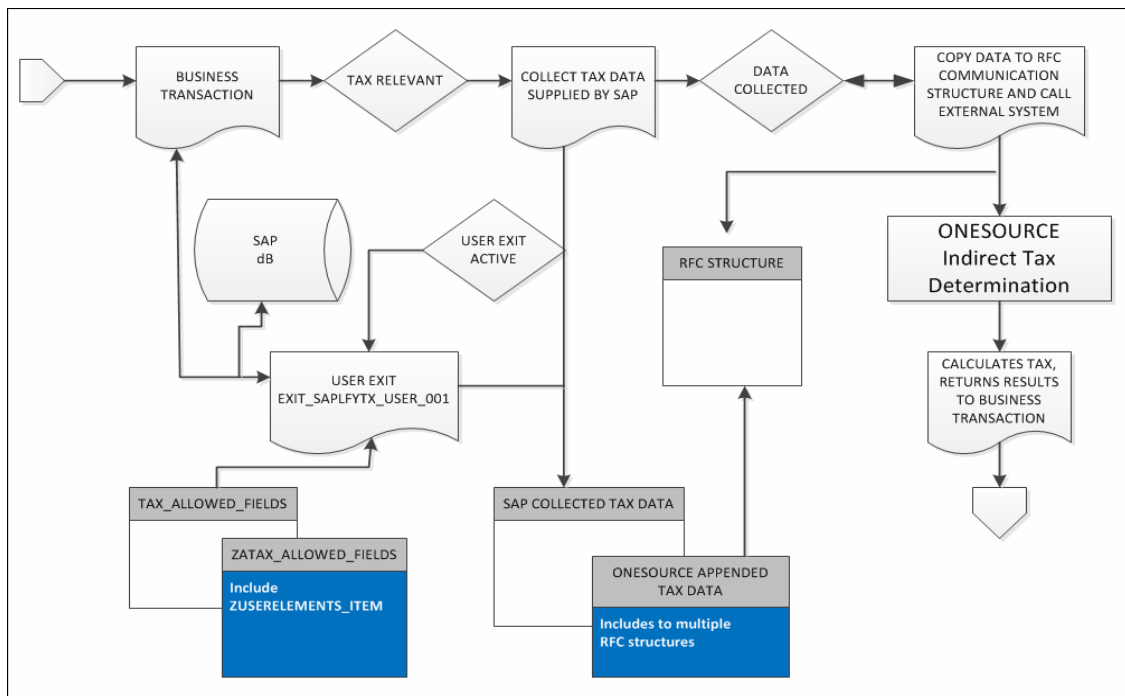 BUSINESS
TRANSACTION
TAX RELEVANT
COLLECT TAX DATA
SUPPLIED BY SAP
DATA
COLLECTED
COPY DATA TO RFC
COMMUNICATION
STRUCTURE AND CALL
EXTERNAL SYSTEM
SAP
dB
USER EXIT
ACTIVE
RFC STRUCTURE
ONESOURCE
Indirect Tax
Determination
USER EXIT
EXIT_SAPLFYTX_USER_001
CALCULATES TAX,
RETURNS RESULTS
TO BUSINESS
TRANSACTION
TAX_ALLOWED_FIELDS
ZATAX_ALLOWED_FIELDS
Include
ZUSERELEMENTS_ITEM
SAP COLLECTED TAX DATA
ONESOURCE APPENDED
TAX DATA
Includes to multiple
RFC structures